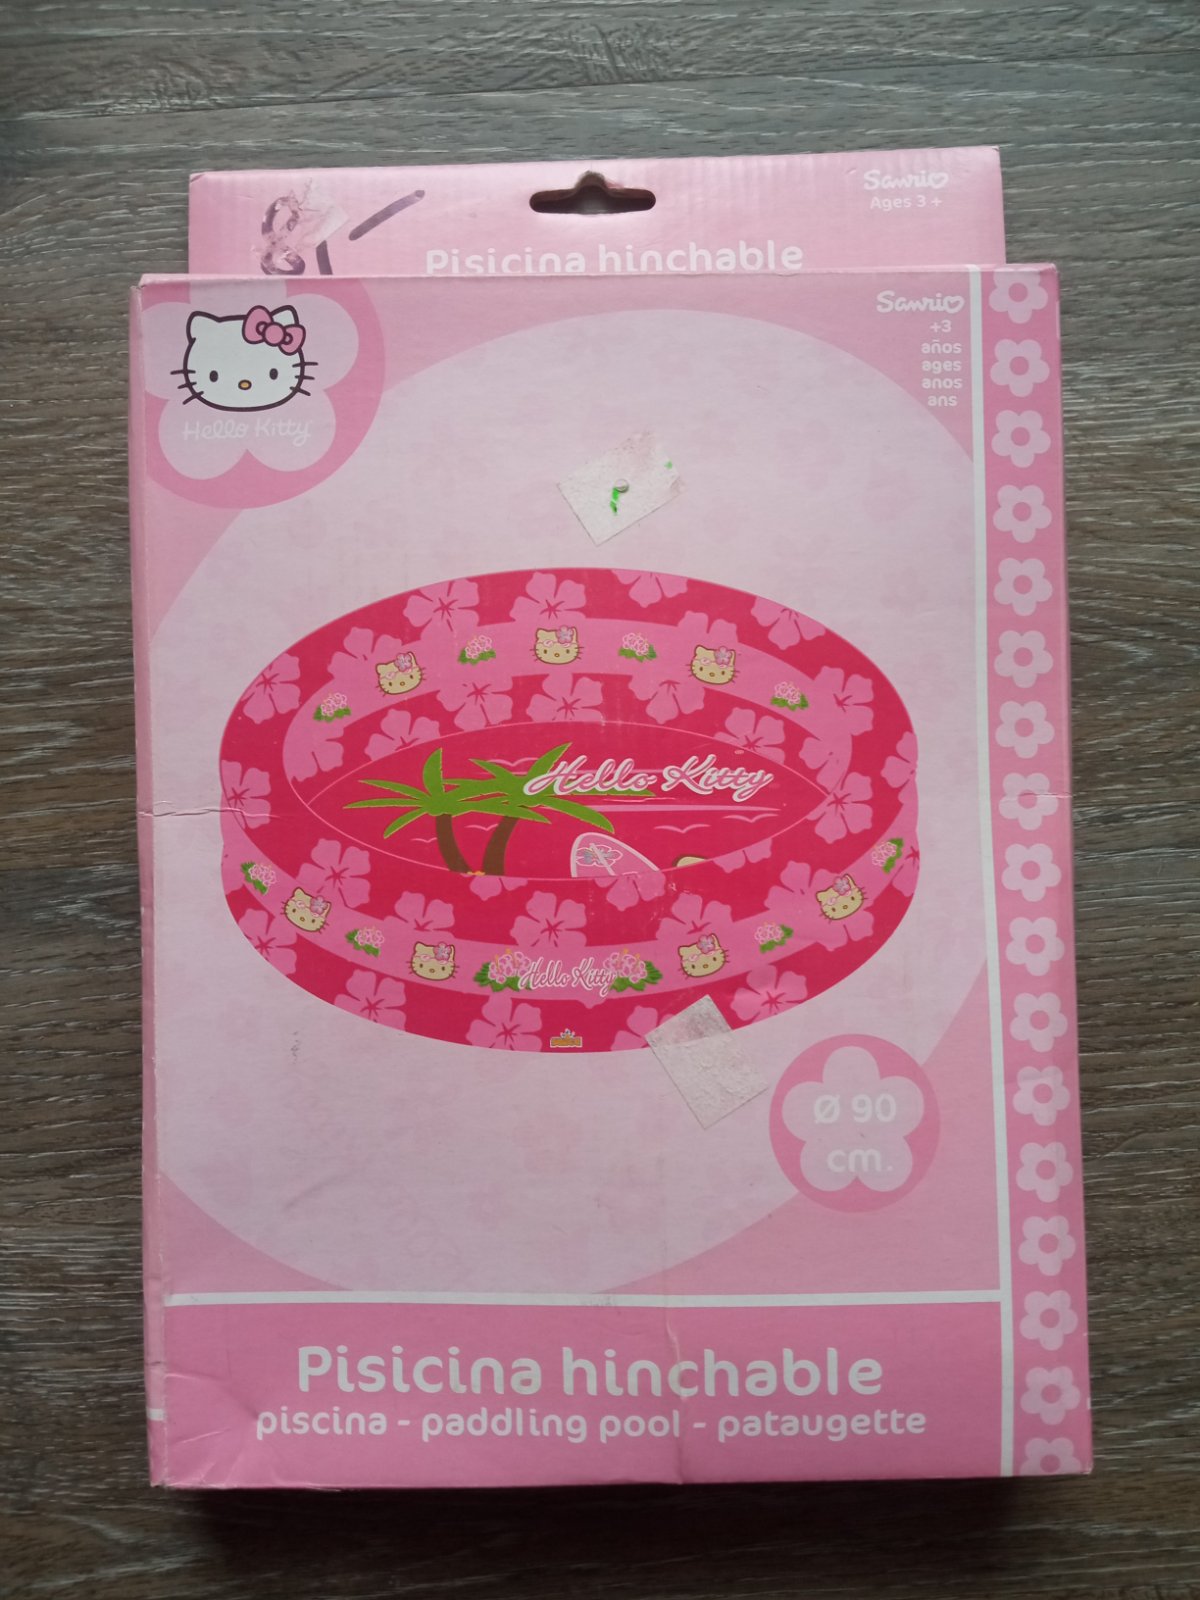 Sanrio
Ages 3 +
Pisicina hinchable
Sanrio
+3
años
ages
anos
ans
Hello Kitty
Hello Kitty
Hello Kitty
Ø 90
cm.
Pisicina hinchable
piscina - paddling pool - pataugette